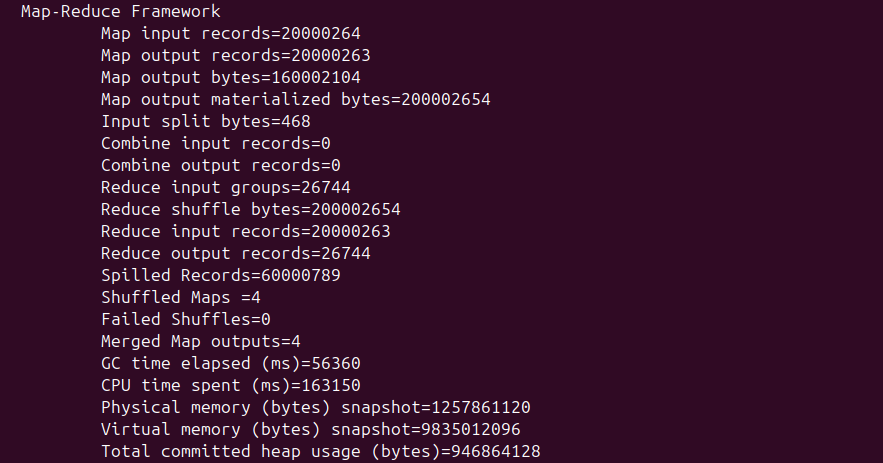 Map-Reduce Framework
Map input records=20000264
Map output records=20000263
Map output bytes=160002104
Map output materialized bytes=200002654
Input split bytes=468
Combine input records=0
Combine output records=0
Reduce input groups=26744
Reduce shuffle bytes=200002654
Reduce input records=20000263
Reduce output records=26744
Spilled Records=60000789
Shuffled Maps =4
Failed Shuffles=0
Merged Map outputs=4
GC time elapsed (ms)=56360
CPU time spent (ms)=163150
Physical memory (bytes) snapshot=1257861120
Virtual memory (bytes) snapshot=9835012096
Total committed heap usage (bytes)=946864128